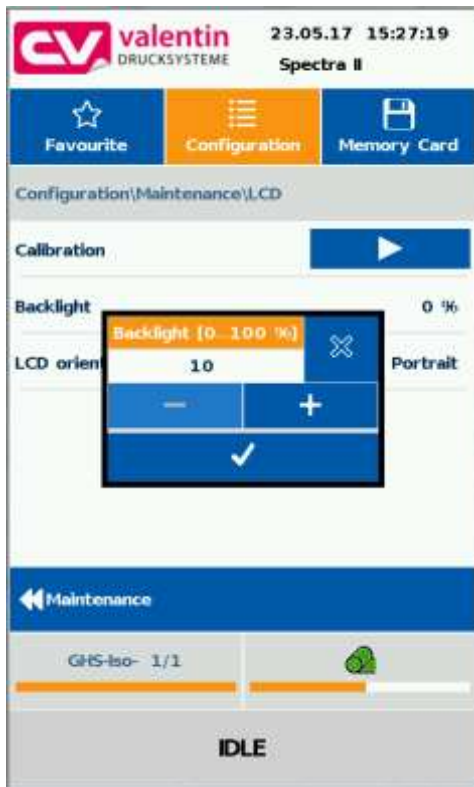 CV valentin
DRUCKSYSTEME
23.05.17 15:27:19
Spectra II
Favourite
Configuration
Memory Card
Configuration\Maintenance\LCD
Calibration
Backlight
0 %
Backlight [0..100 %]
10
LCD orien
Portrait
Maintenance
GHS-Iso- 1/1
IDLE